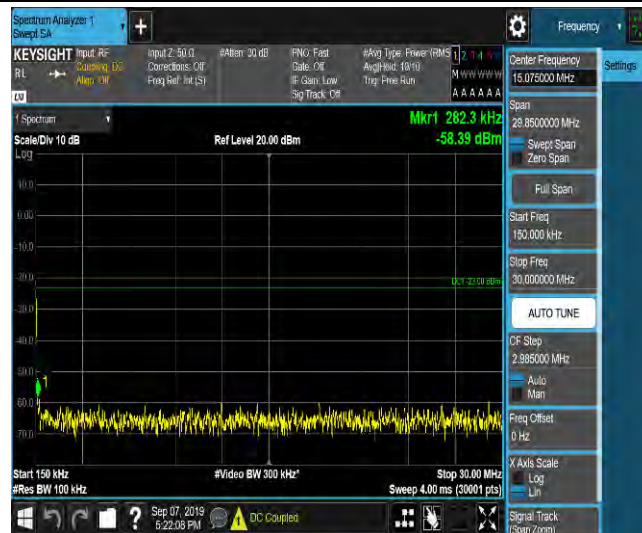 Spectrum Analyzer 1
Swept SA
Frequency
KEYSIGHT Input: RF
RL
Coupling: DC
Align: Off
Input Z: 50 Ω
Corrections: Off
Freq Ref: Int (S)
#Atten: 30 dB
PNO: Fast
Gate: Off
IF Gain: Low
Sig Track: Off
#Avg Type: Power (RMS
Avg|Hold: 10/10
Trig: Free Run
M W W W W W
A A A A A A
1 Spectrum
Mkr1 282.3 kHz
Scale/Div 10 dB
Ref Level 20.00 dBm
-58.39 dBm
Log
10.0
0.00
-10.0
-20.0
DL1 -23.00 dBm
-30.0
-40.0
-50.0
1
-60.0
-70.0
Start 150 kHz
#Video BW 300 kHz*
Stop 30.00 MHz
#Res BW 100 kHz
Sweep 4.00 ms (30001 pts)
Sep 07, 2019
5:22:08 PM
DC Coupled
Center Frequency
15.075000 MHz
Settings
Span
29.8500000 MHz
Swept Span
Zero Span
Full Span
Start Freq
150.000 kHz
Stop Freq
30.000000 MHz
AUTO TUNE
CF Step
2.985000 MHz
Auto
Man
Freq Offset
0 Hz
X Axis Scale
Log
Lin
Signal Track
(Span Zoom)